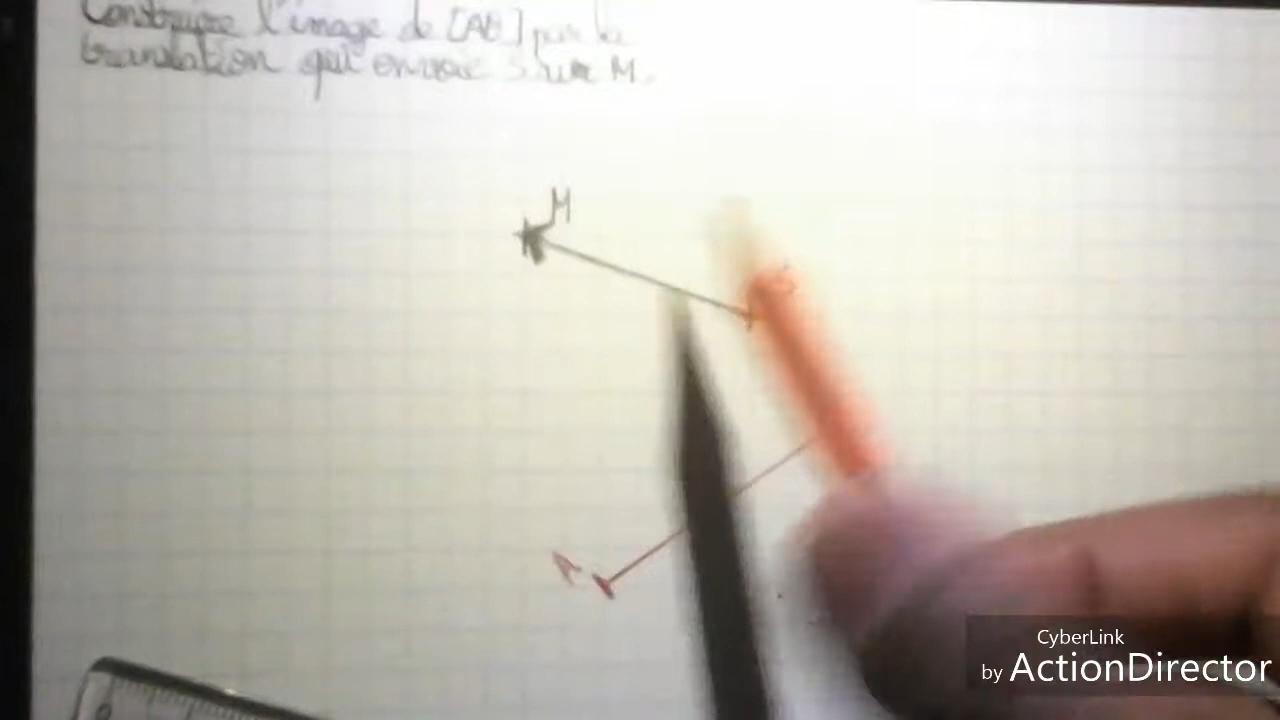 Construire l'image de [AB] par la
translation qui envoie S sur M.
M
A
CyberLink
by ActionDirector